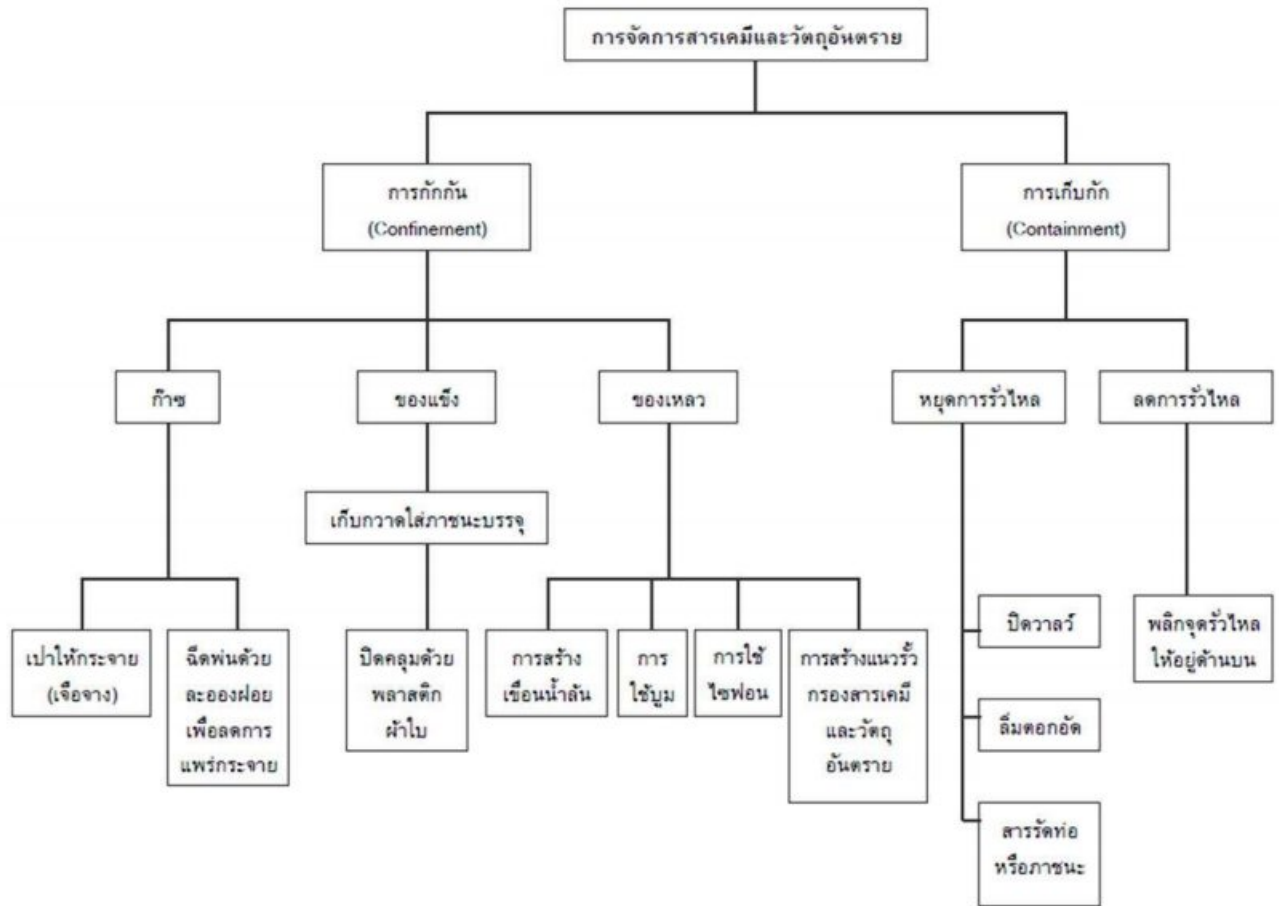 การจัดการสารเคมีและวัตถุอันตราย
การกักกัน
(Confinement)
การเก็บกัก
(Containment)
ก๊าซ
ของแข็ง
ของเหลว
หยุดการรั่วไหล
ลดการรั่วไหล
เก็บกวาดใส่ภาชนะบรรจุ
เป่าให้กระจาย
(เจือจาง)
ฉีดพ่นด้วย
ละอองฝอย
เพื่อลดการ
แพร่กระจาย
ปิดคลุมด้วย
พลาสติก
ผ้าใบ
การสร้าง
เขื่อนน้ำล้น
การ
ใช้บูม
การใช้
ไซฟอน
การสร้างแนวรั้ว
กรองสารเคมี
และวัตถุ
อันตราย
ปิดวาลว์
ลิ่มตอกอัด
สารรัดท่อ
หรือภาชนะ
พลิกจุดรั่วไหล
ให้อยู่ด้านบน